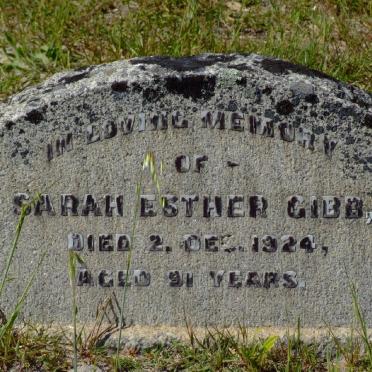 IN LOVING MEMORY
OF
SARAH ESTHER GIBB,
DIED 2. DEC. 1924,
AGED 91 YEARS.